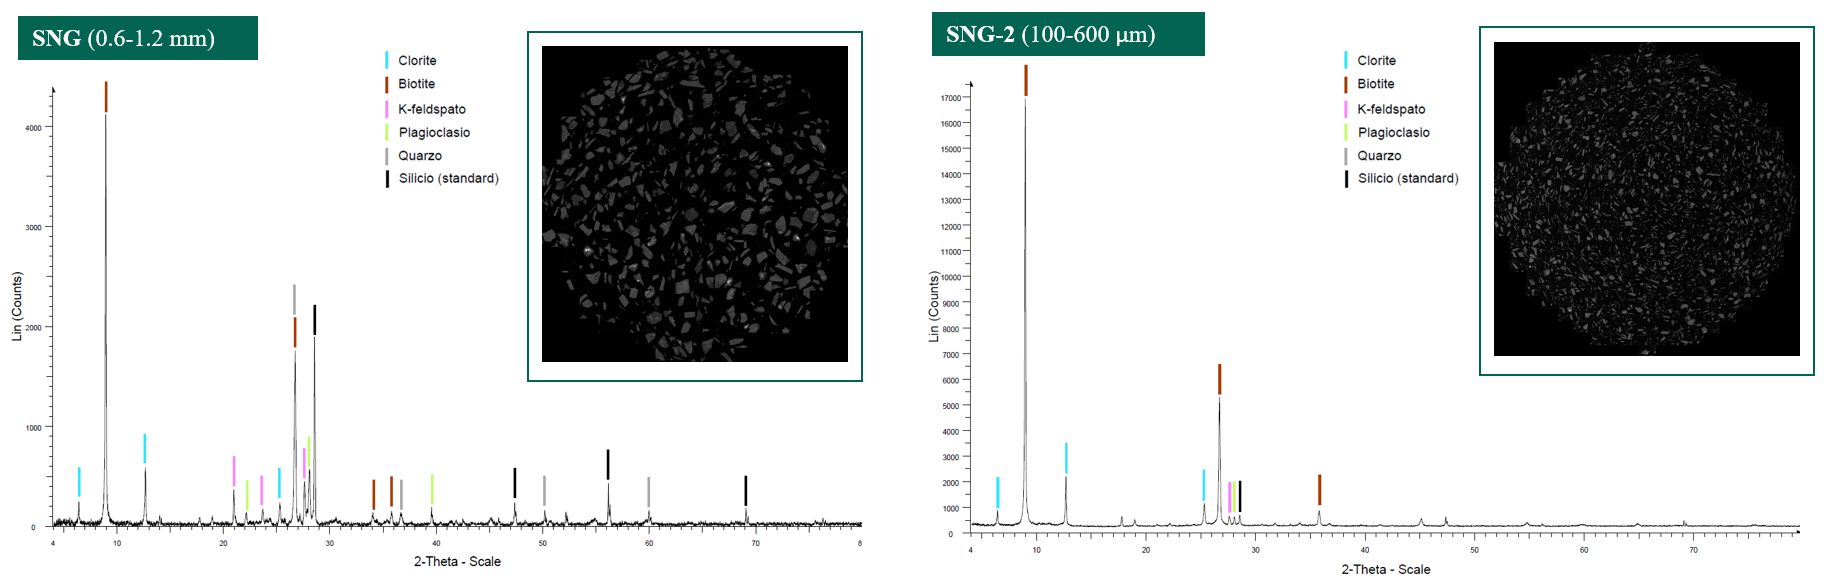 SNG (0.6-1.2 mm)
Clorite
Biotite
K-feldspato
Plagioclasio
Quarzo
Silicio (standard)
Lin (Counts)
4000
3000
2000
1000
0
4 10 20 30 40 50 60 70 8
2-Theta - Scale
SNG-2 (100-600 µm)
Clorite
Biotite
K-feldspato
Plagioclasio
Quarzo
Silicio (standard)
Lin (Counts)
17000
16000
15000
14000
13000
12000
11000
10000
9000
8000
7000
6000
5000
4000
3000
2000
1000
0
4 10 20 30 40 50 60 70
2-Theta - Scale